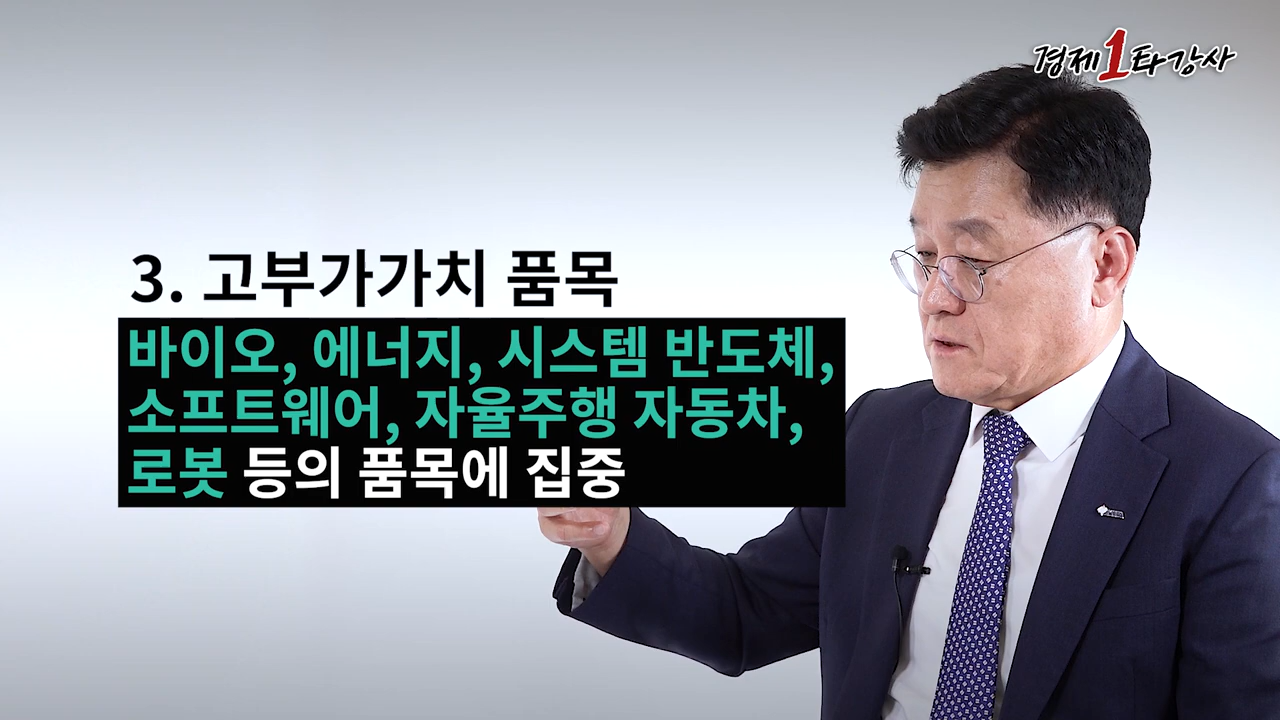 경제1타강사
3. 고부가가치 품목
바이오, 에너지, 시스템 반도체,
소프트웨어, 자율주행 자동차,
로봇 등의 품목에 집중